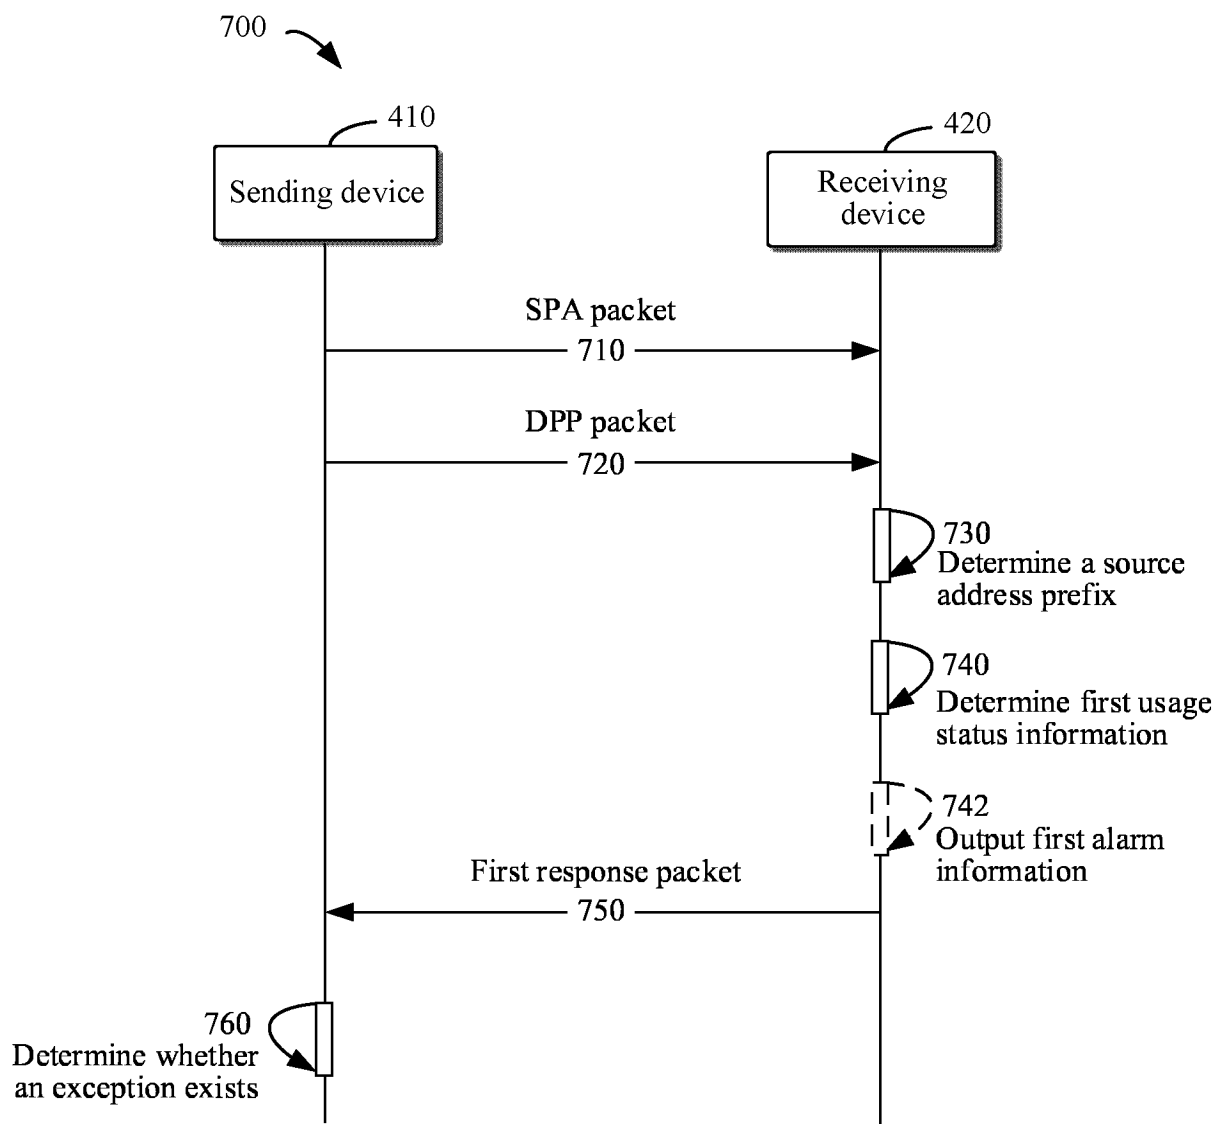 700
410
420
Sending device
Receiving
device
SPA packet
710
DPP packet
720
730
Determine a source
address prefix
740
Determine first usage
status information
742
Output first alarm
information
First response packet
750
760
Determine whether
an exception exists